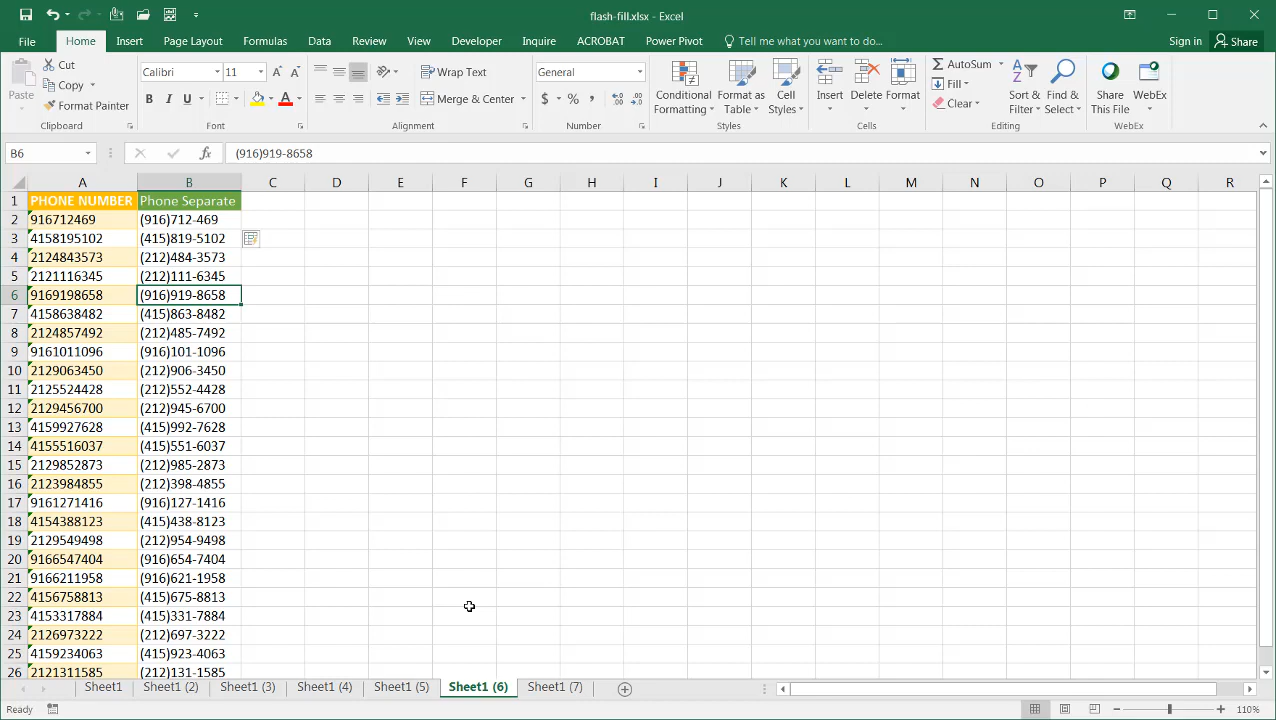 flash-fill.xlsx - Excel
File Home Insert Draw Page Layout Formulas Data Review View Developer Inquire ACROBAT Power Pivot Tell me what you want to do... Sign in Share
Paste
Cut
Copy
Format Painter
Clipboard
Calibri 11
B I U
Font
Wrap Text
Merge & Center
Alignment
General
$ % ,
Number
Conditional Formatting
Format as Table
Cell Styles
Styles
Insert Delete Format
Cells
AutoSum
Fill
Clear
Sort & Filter
Find & Select
Editing
Share This File
WebEx
WebEx
B6 fx (916)919-8658
A B C D E F G H I J K L M N O P Q R
1 PHONE NUMBER Phone Separate
2 916712469 (916)712-469
3 4158195102 (415)819-5102
4 2124843573 (212)484-3573
5 2121116345 (212)111-6345
6 9169198658 (916)919-8658
7 4158638482 (415)863-8482
8 2124857492 (212)485-7492
9 9161011096 (916)101-1096
10 2129063450 (212)906-3450
11 2125524428 (212)552-4428
12 2129456700 (212)945-6700
13 4159927628 (415)992-7628
14 4155516037 (415)551-6037
15 2129852873 (212)985-2873
16 2123984855 (212)398-4855
17 9161271416 (916)127-1416
18 4154388123 (415)438-8123
19 2129549498 (212)954-9498
20 9166547404 (916)654-7404
21 9166211958 (916)621-1958
22 4156758813 (415)675-8813
23 4153317884 (415)331-7884
24 2126973222 (212)697-3222
25 4159234063 (415)923-4063
26 2121311585 (212)131-1585
Sheet1 Sheet1 (2) Sheet1 (3) Sheet1 (4) Sheet1 (5) Sheet1 (6) Sheet1 (7)
Ready 110%